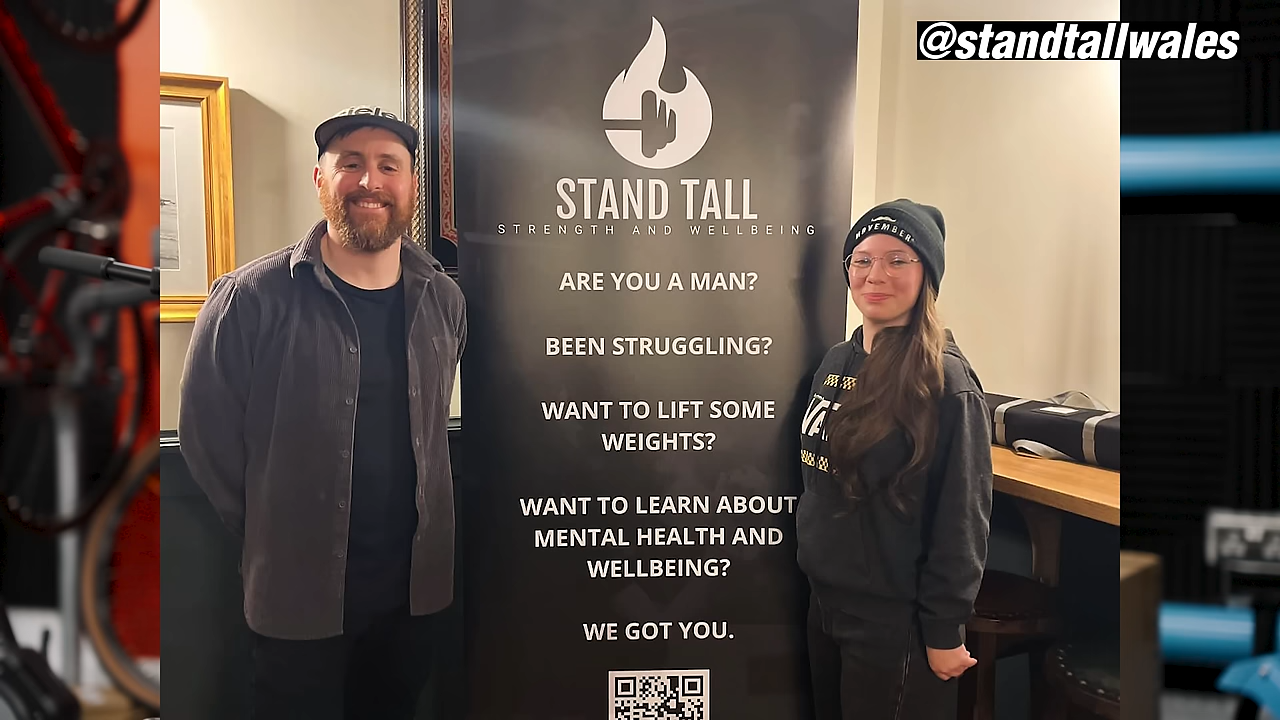 @standtallwales
STAND TALL
STRENGTH AND WELLBEING
ARE YOU A MAN?
BEEN STRUGGLING?
WANT TO LIFT SOME
WEIGHTS?
WANT TO LEARN ABOUT
MENTAL HEALTH AND
WELLBEING?
WE GOT YOU.
MOVEMBER